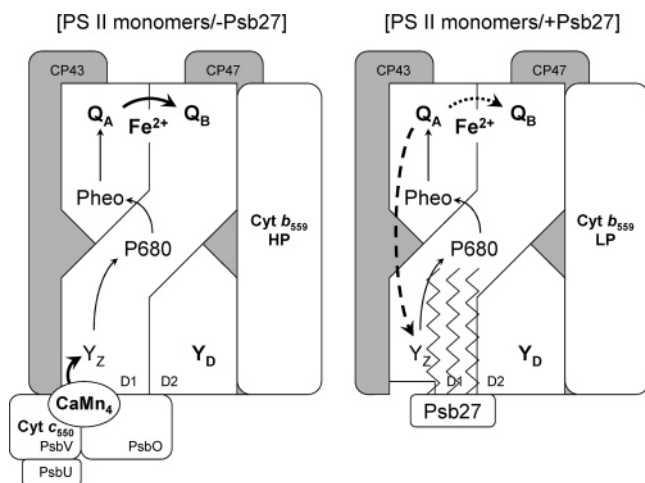 [PS II monomers/-Psb27]
CP43
CP47
QA
QB
Fe2+
Pheo
Cyt b559
HP
P680
YZ
YD
D1
D2
CaMn4
Cyt c550
PsbV
PsbO
PsbU
[PS II monomers/+Psb27]
CP43
CP47
QA
QB
Fe2+
Pheo
Cyt b559
LP
P680
YZ
YD
D1
D2
Psb27